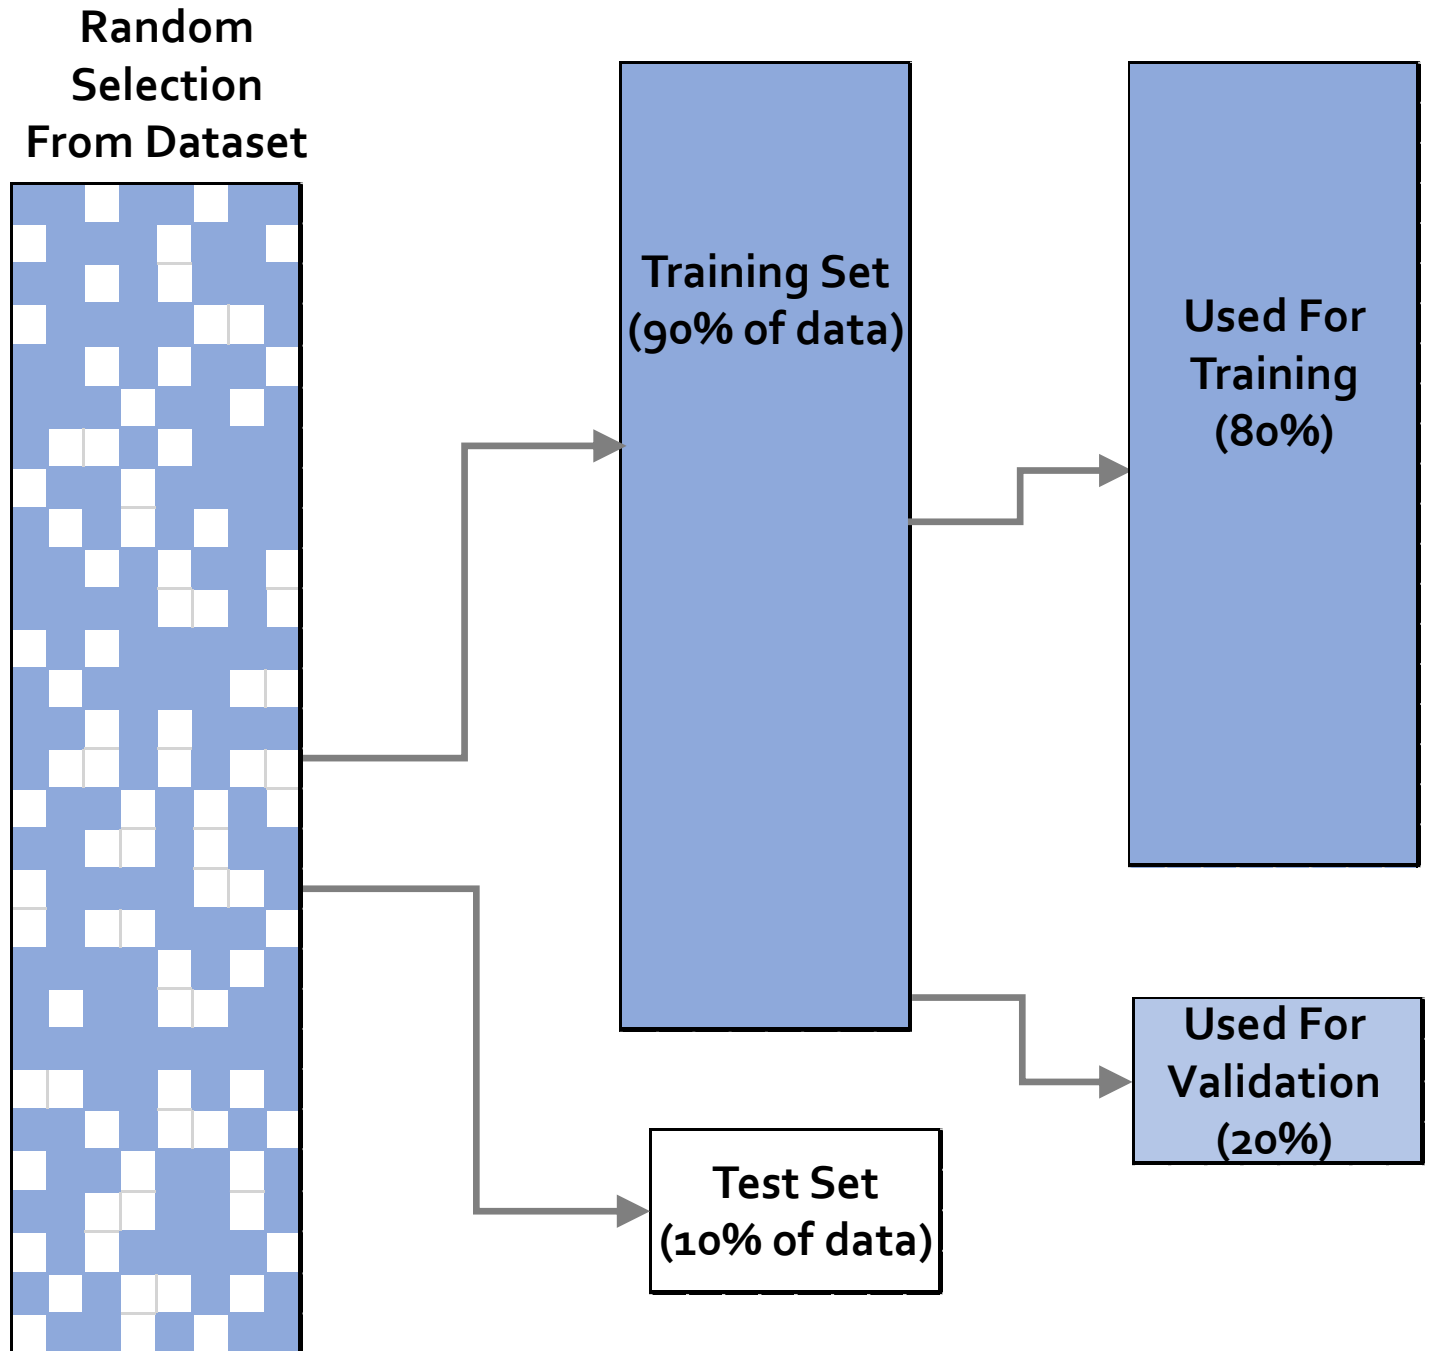 Random
Selection
From Dataset
Training Set
(90% of data)
Used For
Training
(80%)
Used For
Validation
(20%)
Test Set
(10% of data)